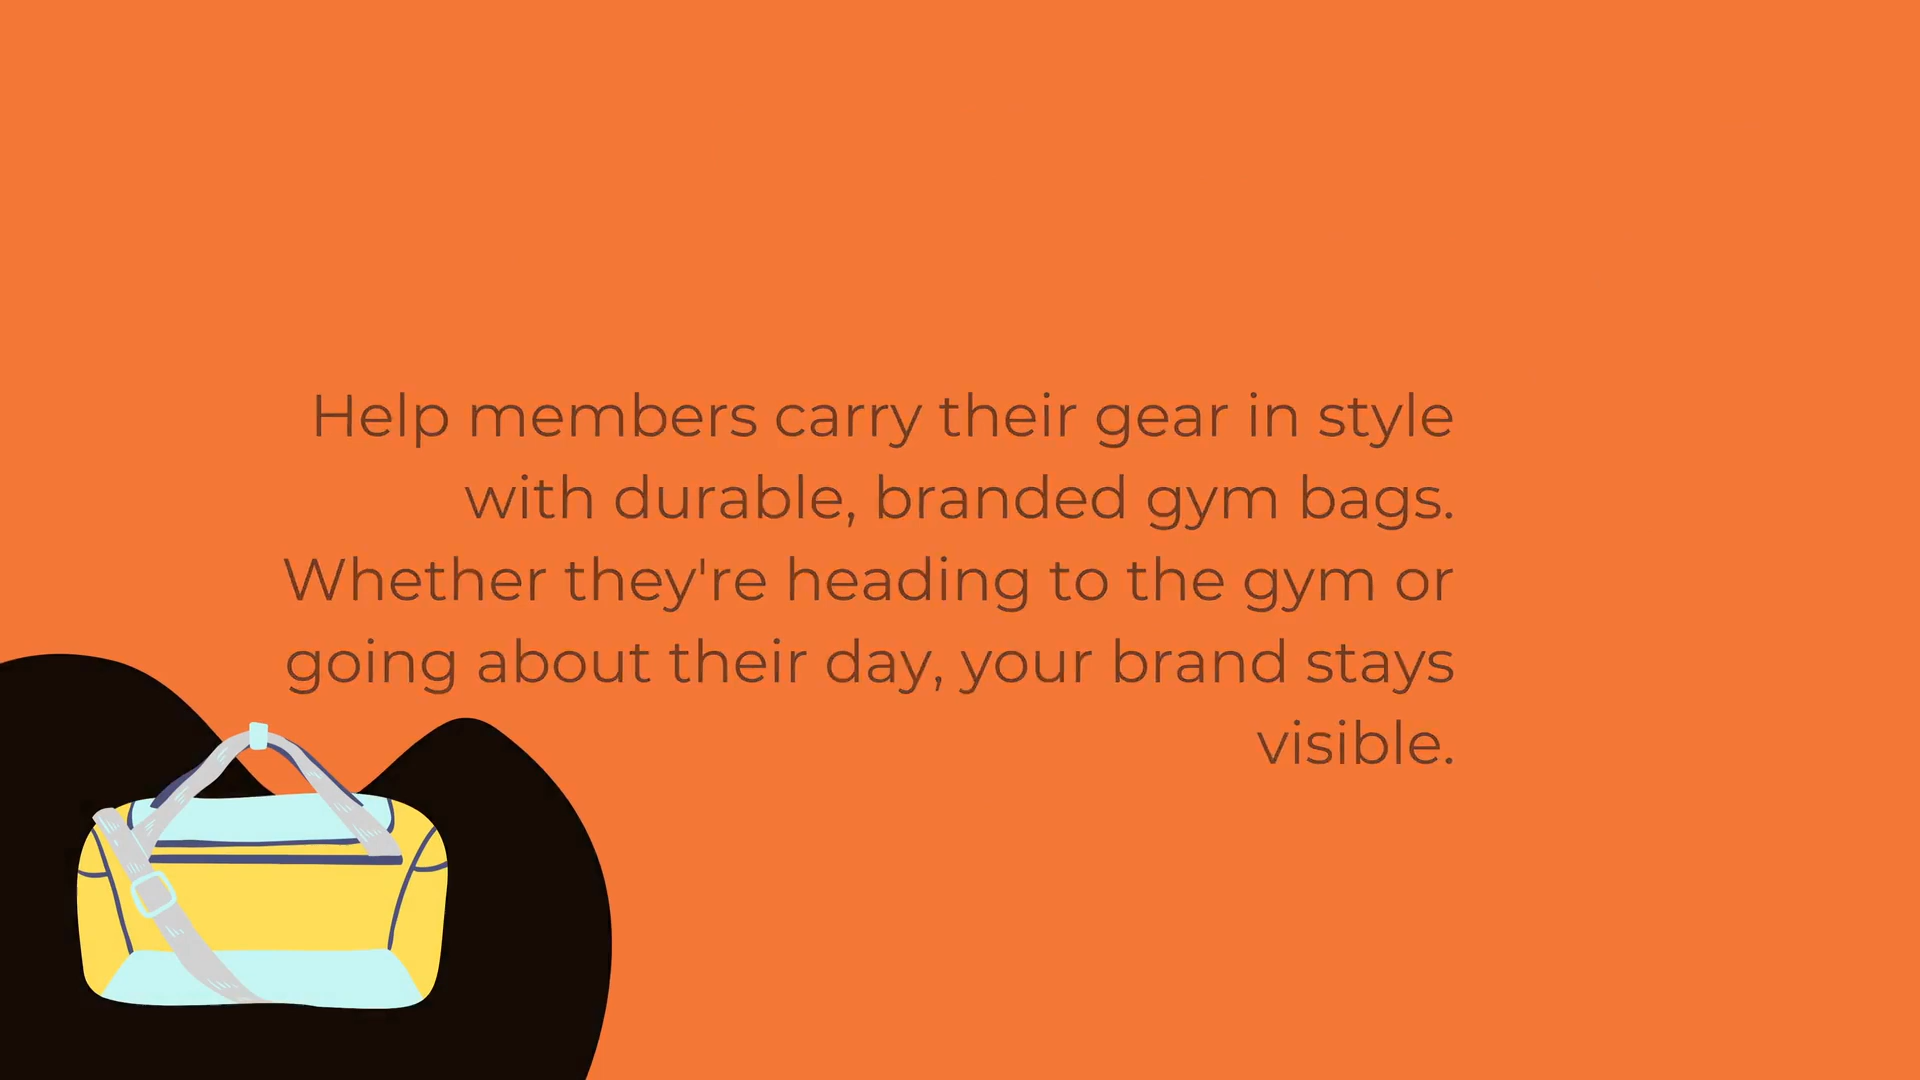 Help members carry their gear in style
with durable, branded gym bags.
Whether they're heading to the gym or
going about their day, your brand stays
visible.